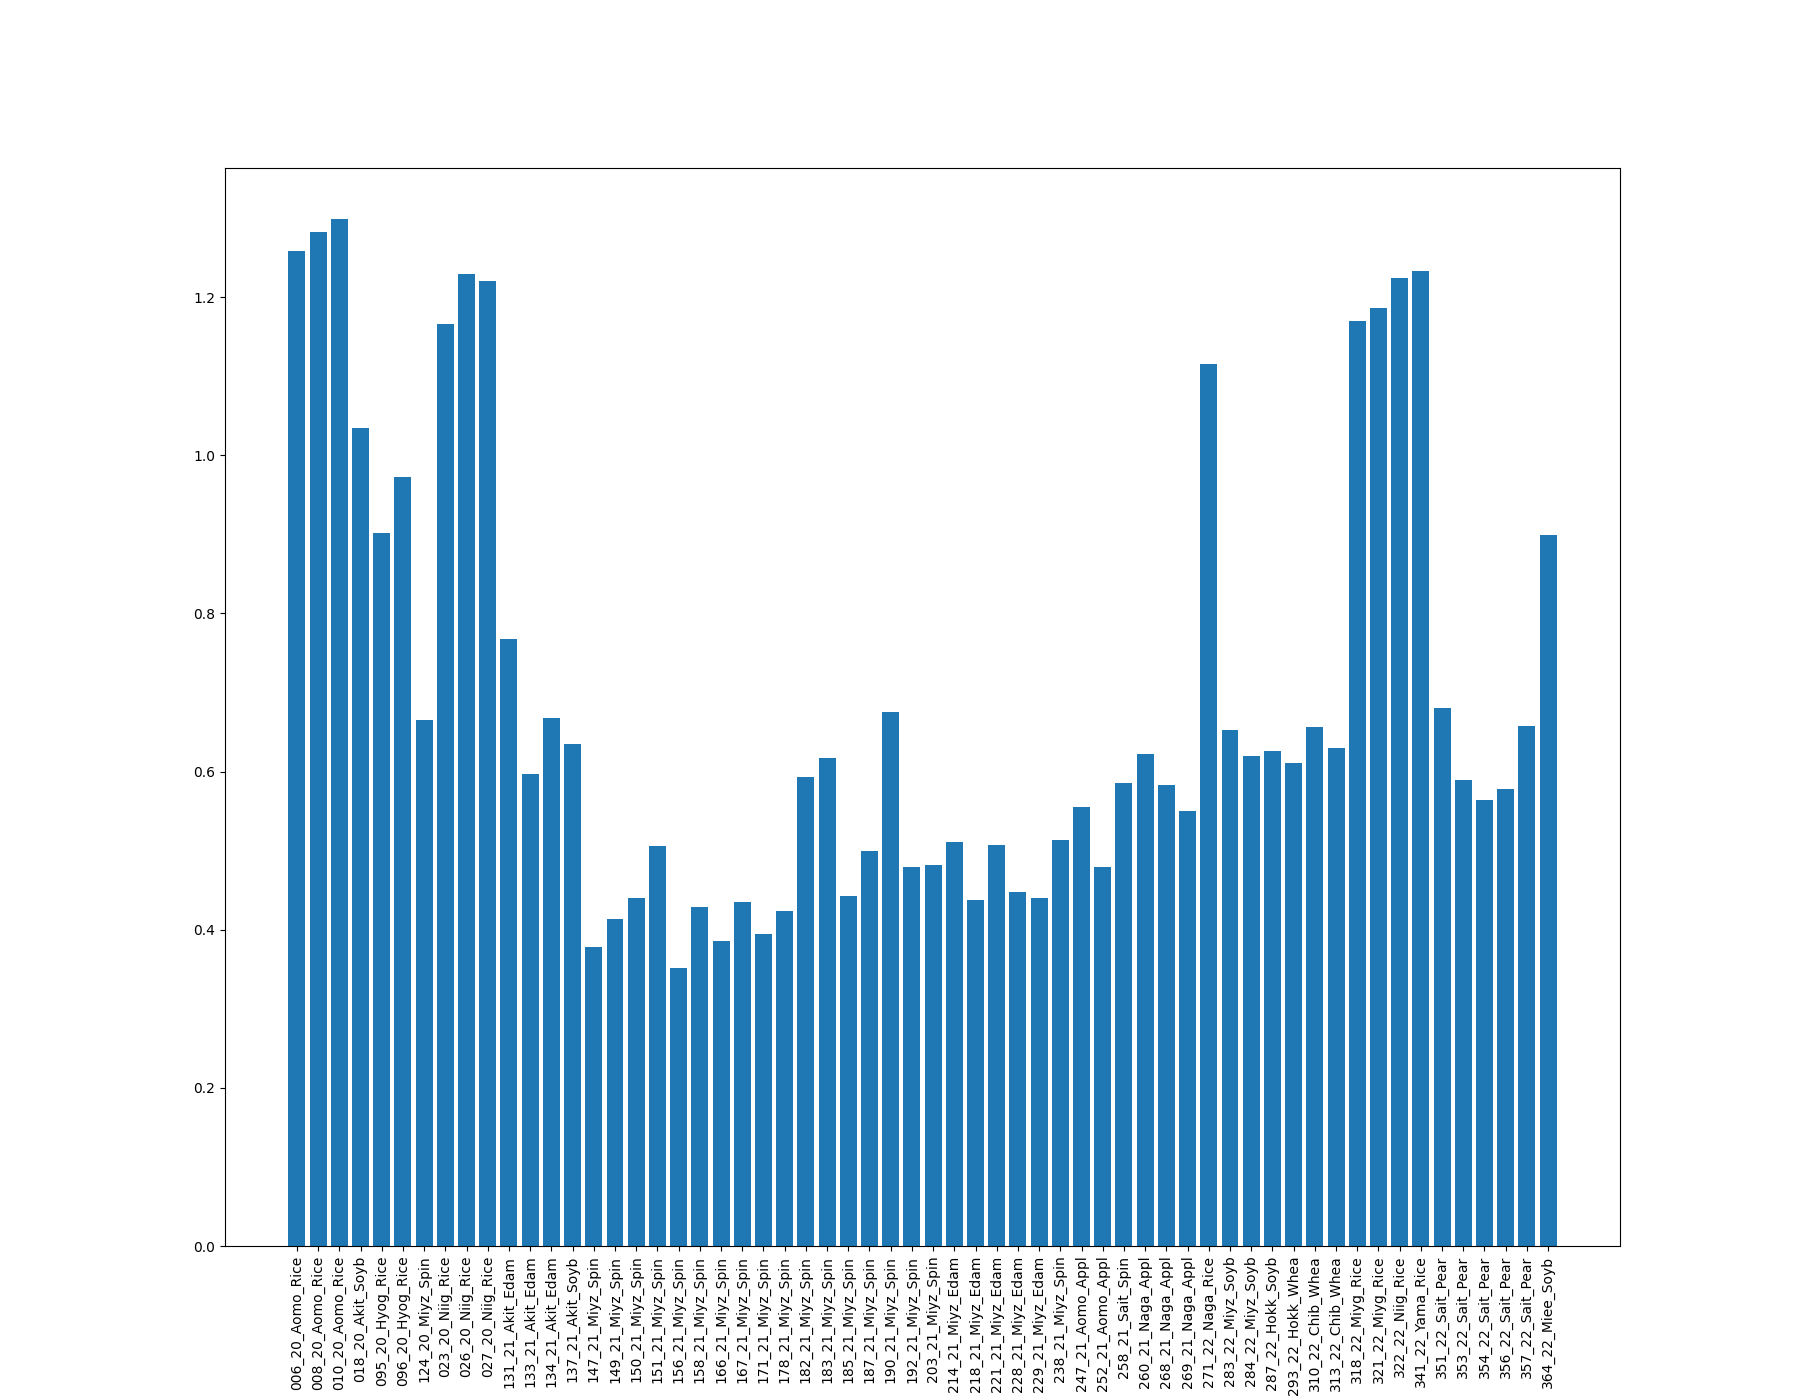 1.2
1.0
0.8
0.6
0.4
0.2
0.0
006_20_Aomo_Rice
008_20_Aomo_Rice
010_20_Aomo_Rice
018_20_Akit_Soyb
095_20_Hyog_Rice
096_20_Hyog_Rice
124_20_Miyz_Spin
023_20_Niig_Rice
026_20_Niig_Rice
027_20_Niig_Rice
131_21_Akit_Edam
133_21_Akit_Edam
134_21_Akit_Edam
137_21_Akit_Soyb
147_21_Miyz_Spin
149_21_Miyz_Spin
150_21_Miyz_Spin
151_21_Miyz_Spin
156_21_Miyz_Spin
158_21_Miyz_Spin
166_21_Miyz_Spin
167_21_Miyz_Spin
171_21_Miyz_Spin
178_21_Miyz_Spin
182_21_Miyz_Spin
183_21_Miyz_Spin
185_21_Miyz_Spin
187_21_Miyz_Spin
190_21_Miyz_Spin
192_21_Miyz_Spin
203_21_Miyz_Spin
214_21_Miyz_Edam
218_21_Miyz_Edam
221_21_Miyz_Edam
228_21_Miyz_Edam
229_21_Miyz_Edam
238_21_Miyz_Spin
247_21_Aomo_Appl
252_21_Aomo_Appl
258_21_Sait_Spin
260_21_Naga_Appl
268_21_Naga_Appl
269_21_Naga_Appl
271_22_Naga_Rice
283_22_Miyz_Soyb
284_22_Miyz_Soyb
287_22_Hokk_Soyb
293_22_Hokk_Whea
310_22_Chib_Whea
313_22_Chib_Whea
318_22_Miyg_Rice
321_22_Miyg_Rice
322_22_Niig_Rice
341_22_Yama_Rice
351_22_Sait_Pear
353_22_Sait_Pear
354_22_Sait_Pear
356_22_Sait_Pear
357_22_Sait_Pear
364_22_Miee_Soyb